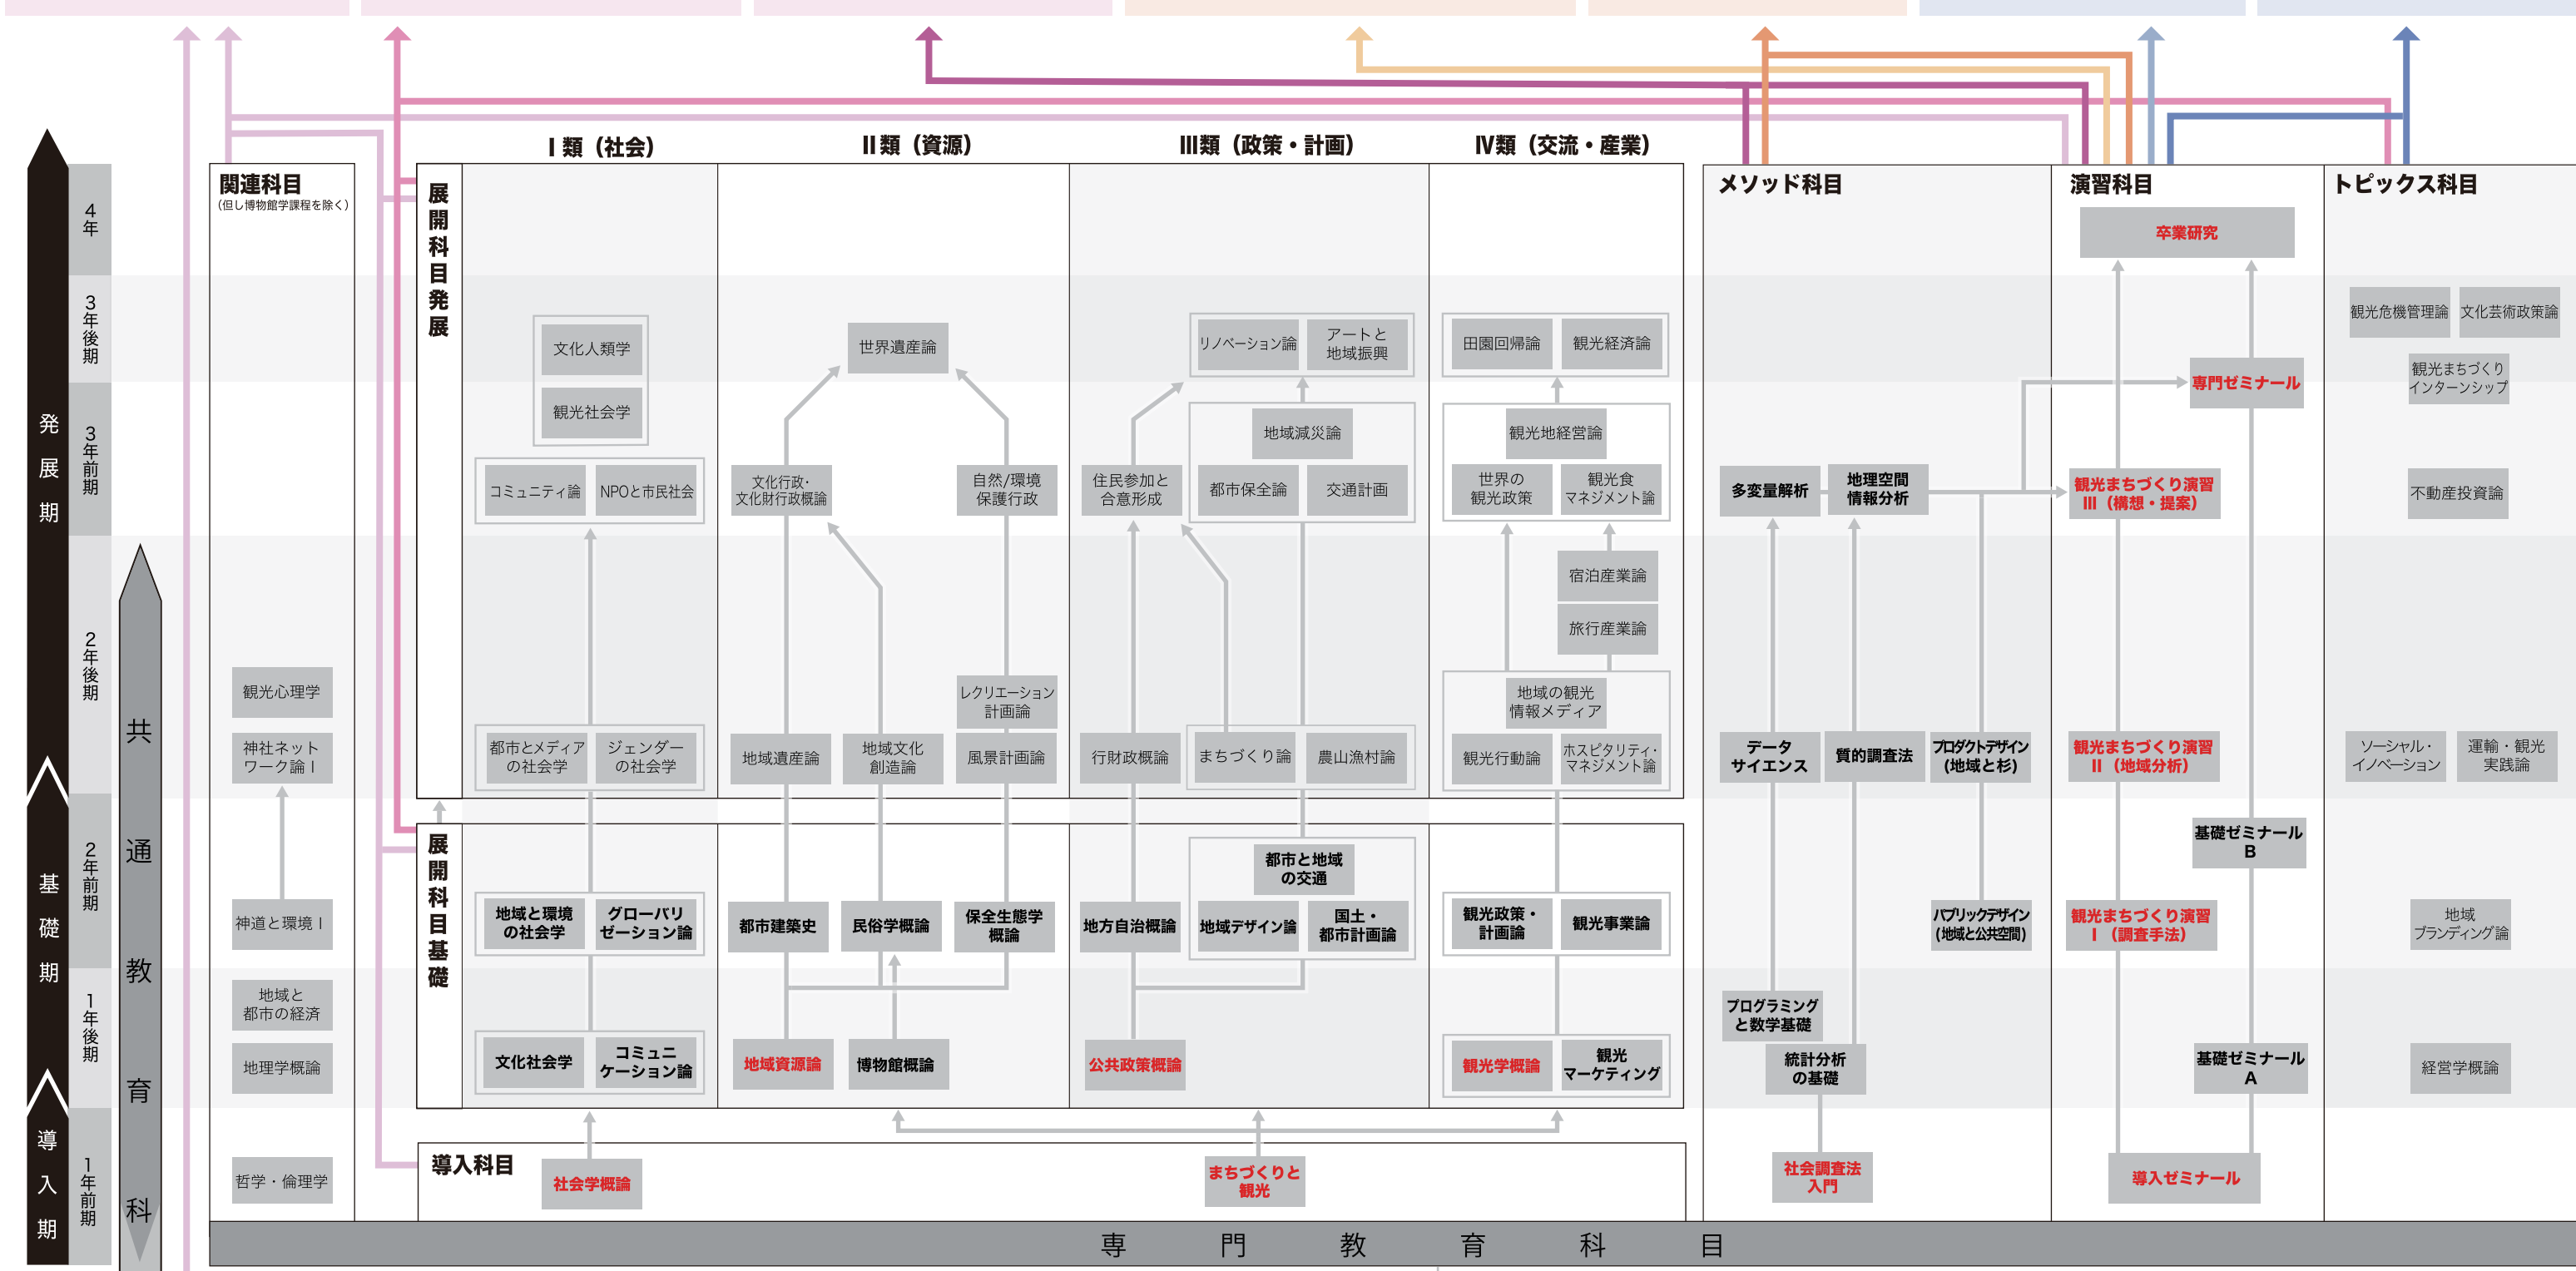 Ⅰ類（社会）
Ⅱ類（資源）
Ⅲ類（政策・計画）
Ⅳ類（交流・産業）
発展期
基礎期
導入期
4年
3年後期
3年前期
2年後期
2年前期
1年後期
1年前期
共通教育科
関連科目
（但し博物館学課程を除く）
観光心理学
神社ネット
ワーク論Ⅰ
神道と環境Ⅰ
地域と
都市の経済
地理学概論
哲学・倫理学
展開科目発展
文化人類学
観光社会学
コミュニティ論
NPOと市民社会
都市とメディア
の社会学
ジェンダー
の社会学
世界遺産論
文化行政・
文化財行政概論
自然/環境
保護行政
レクリエーション
計画論
地域遺産論
地域文化
創造論
風景計画論
リノベーション論
アートと
地域振興
地域減災論
住民参加と
合意形成
都市保全論
交通計画
行財政概論
まちづくり論
農山漁村論
田園回帰論
観光経済論
観光地経営論
世界の
観光政策
観光食
マネジメント論
宿泊産業論
旅行産業論
地域の観光
情報メディア
観光行動論
ホスピタリティ・
マネジメント論
展開科目基礎
地域と環境
の社会学
グローバリ
ゼーション論
文化社会学
コミュニ
ケーション論
都市建築史
民俗学概論
保全生態学
概論
地域資源論
博物館概論
都市と地域
の交通
地方自治概論
地域デザイン論
国土・
都市計画論
公共政策概論
観光政策・
計画論
観光事業論
観光学概論
観光
マーケティング
導入科目
社会学概論
まちづくりと
観光
メソッド科目
多変量解析
地理空間
情報分析
データ
サイエンス
質的調査法
プロダクトデザイン
(地域と杉)
パブリックデザイン
(地域と公共空間)
プログラミング
と数学基礎
統計分析
の基礎
社会調査法
入門
演習科目
卒業研究
専門ゼミナール
観光まちづくり演習
Ⅲ（構想・提案）
観光まちづくり演習
Ⅱ（地域分析）
基礎ゼミナール
B
観光まちづくり演習
Ⅰ（調査手法）
基礎ゼミナール
A
導入ゼミナール
トピックス科目
観光危機管理論
文化芸術政策論
観光まちづくり
インターンシップ
不動産投資論
ソーシャル・
イノベーション
運輸・観光
実践論
地域
ブランディング論
経営学概論
専門教育科目